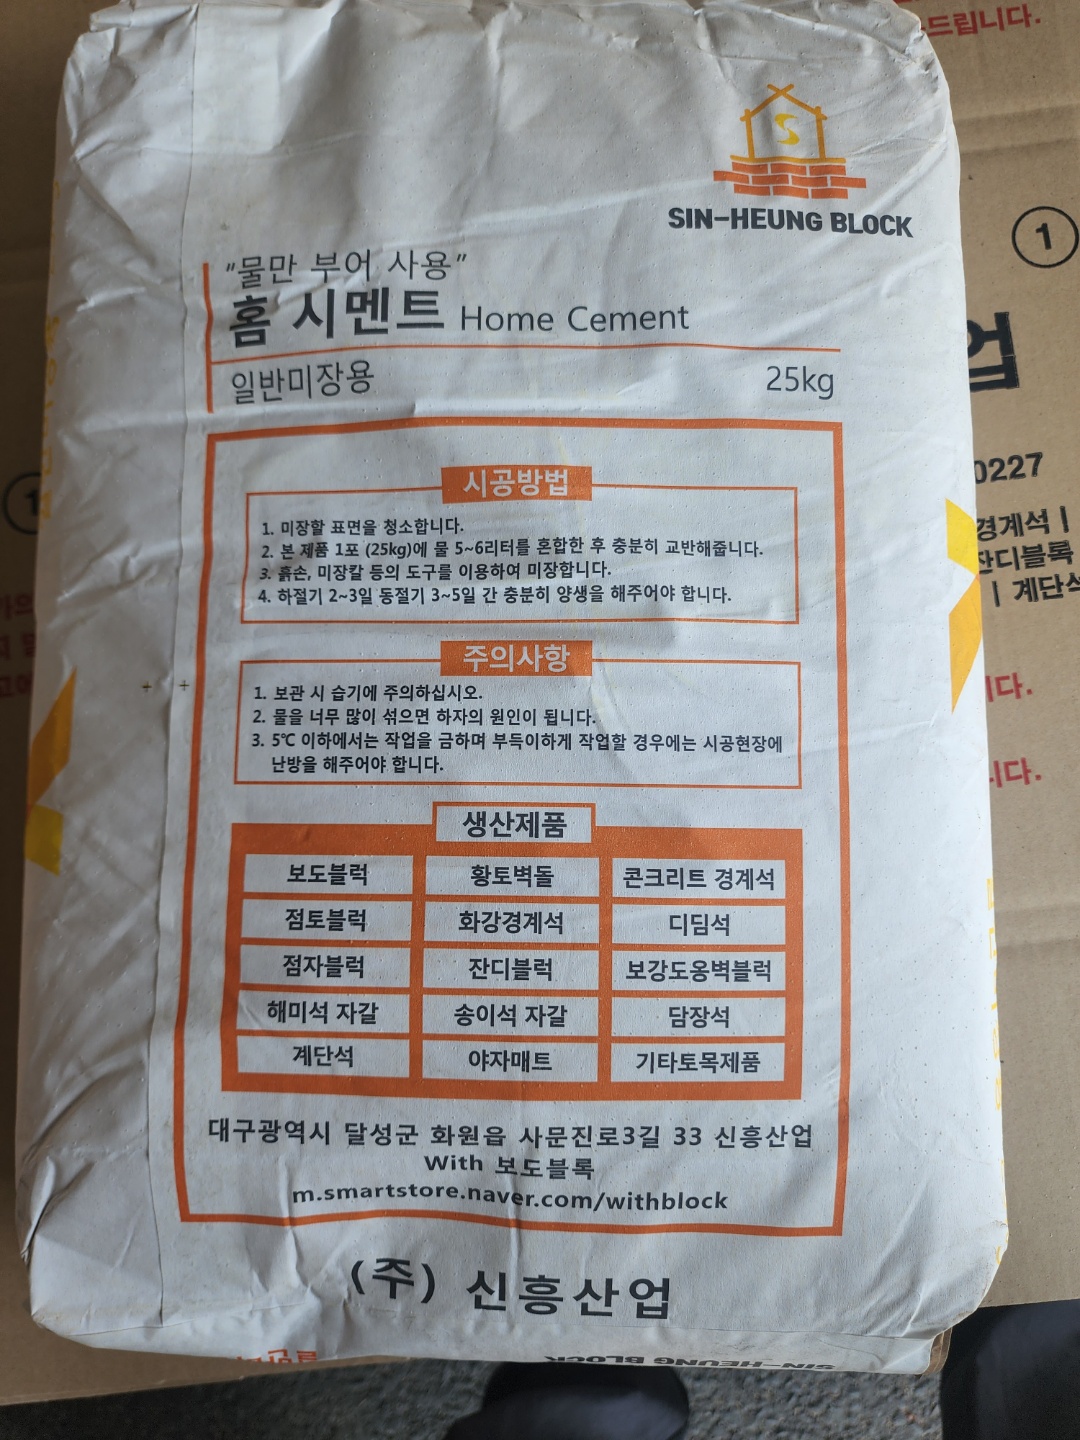 드립니다.
SIN-HEUNG BLOCK
1
"물만 부어 사용"
홈 시멘트 Home Cement
일반미장용
25kg
업
0227
경계석 |
잔디블록
| 계단석
시공방법
1. 미장할 표면을 청소합니다.
2. 본 제품 1포 (25kg)에 물 5~6리터를 혼합한 후 충분히 교반해줍니다.
3. 흙손, 미장칼 등의 도구를 이용하여 미장합니다.
4. 하절기 2~3일 동절기 3~5일 간 충분히 양생을 해주어야 합니다.
주의사항
1. 보관 시 습기에 주의하십시오.
2. 물을 너무 많이 섞으면 하자의 원인이 됩니다.
3. 5℃ 이하에서는 작업을 금하며 부득이하게 작업할 경우에는 시공현장에
난방을 해주어야 합니다.
니다.
니다.
생산제품
보도블럭 황토벽돌 콘크리트 경계석
점토블럭 화강경계석 디딤석
점자블럭 잔디블럭 보강도옹벽블럭
해미석 자갈 송이석 자갈 담장석
계단석 야자매트 기타토목제품
대구광역시 달성군 화원읍 사문진로3길 33 신흥산업
With 보도블록
m.smartstore.naver.com/withblock
(주) 신흥산업
SIN-HEUNG BLOCK